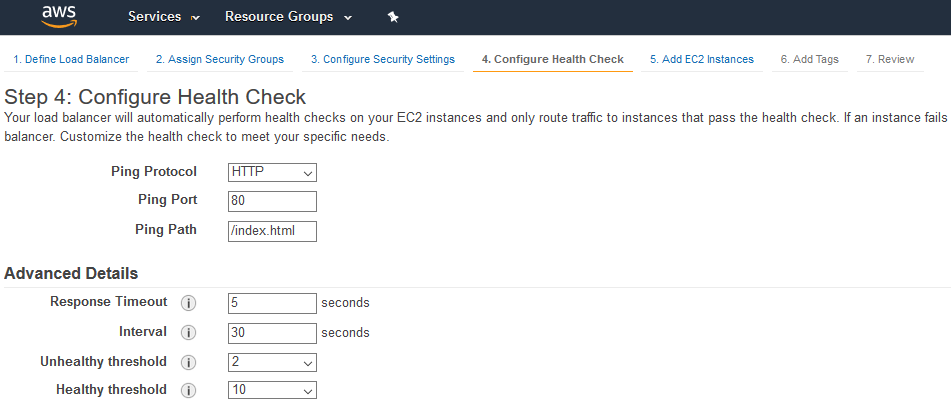 aws Services Resource Groups
1. Define Load Balancer 2. Assign Security Groups 3. Configure Security Settings 4. Configure Health Check 5. Add EC2 Instances 6. Add Tags 7. Review
Step 4: Configure Health Check
Your load balancer will automatically perform health checks on your EC2 instances and only route traffic to instances that pass the health check. If an instance fails
balancer. Customize the health check to meet your specific needs.
Ping Protocol HTTP
Ping Port 80
Ping Path /index.html
Advanced Details
Response Timeout i 5 seconds
Interval i 30 seconds
Unhealthy threshold i 2
Healthy threshold i 10